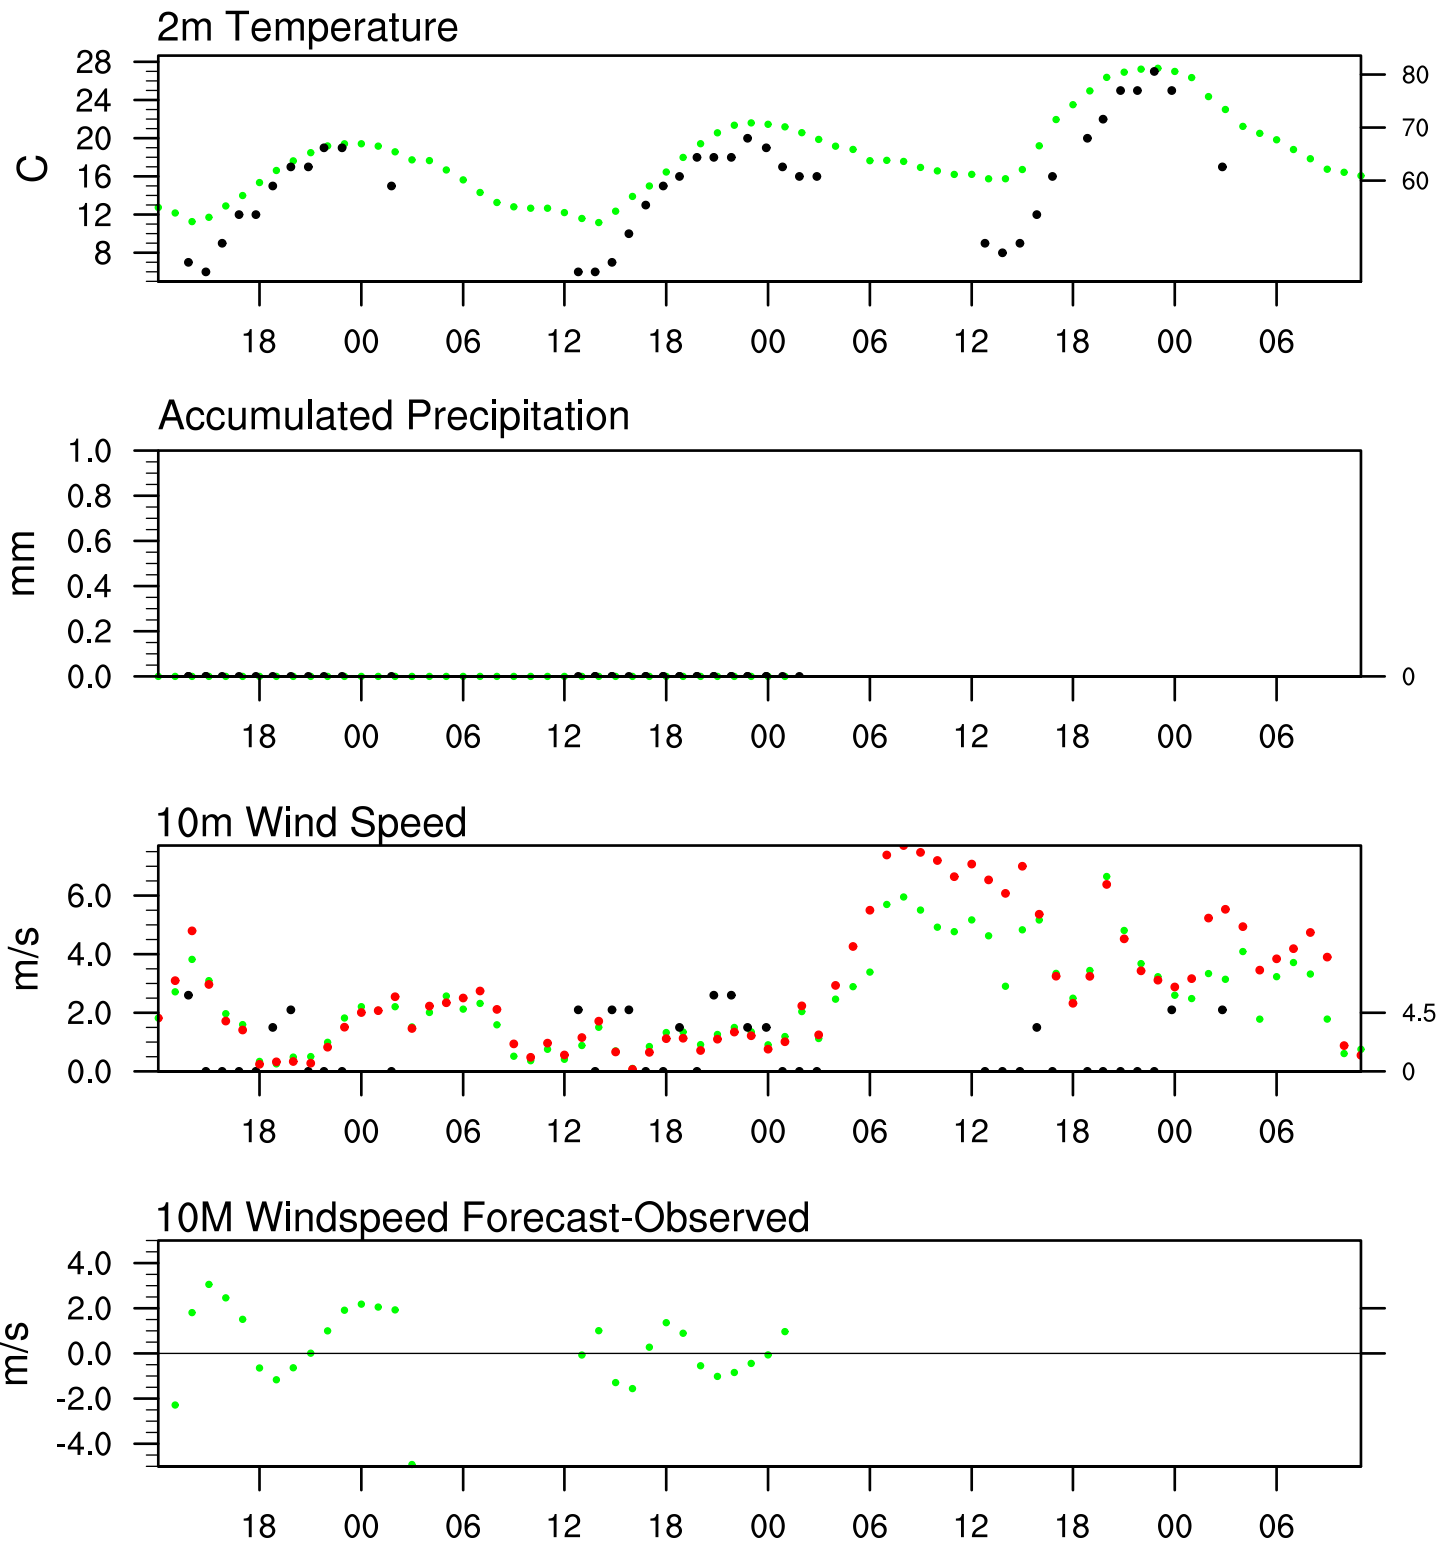 2m Temperature
28
24
20
16
12
8
C
80
70
60
18 00 06 12 18 00 06 12 18 00 06
Accumulated Precipitation
1.0
0.8
0.6
0.4
0.2
0.0
mm
0
18 00 06 12 18 00 06 12 18 00 06
10m Wind Speed
6.0
4.0
2.0
0.0
m/s
4.5
0
18 00 06 12 18 00 06 12 18 00 06
10M Windspeed Forecast-Observed
4.0
2.0
0.0
-2.0
-4.0
m/s
18 00 06 12 18 00 06 12 18 00 06